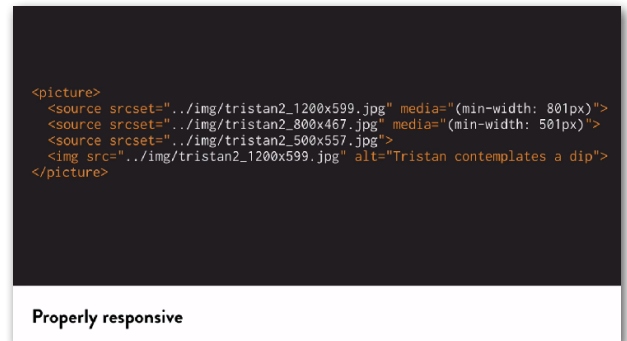 <picture>
<source srcset="../img/tristan2_1200x599.jpg" media="(min-width: 801px)">
<source srcset="../img/tristan2_800x467.jpg" media="(min-width: 501px)">
<source srcset="../img/tristan2_500x557.jpg">
<img src="../img/tristan2_1200x599.jpg" alt="Tristan contemplates a dip">
</picture>
Properly responsive